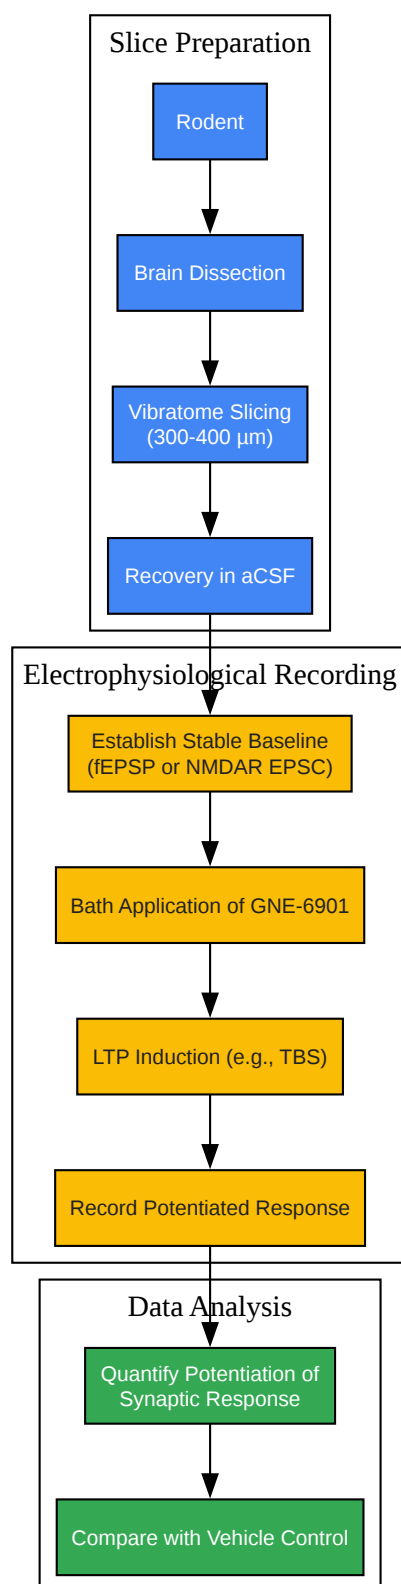 Slice Preparation
Rodent
Brain Dissection
Vibratome Slicing
(300-400 µm)
Recovery in aCSF
Electrophysiological Recording
Establish Stable Baseline
(fEPSP or NMDAR EPSC)
Bath Application of GNE-6901
LTP Induction (e.g., TBS)
Record Potentiated Response
Data Analysis
Quantify Potentiation of
Synaptic Response
Compare with Vehicle Control